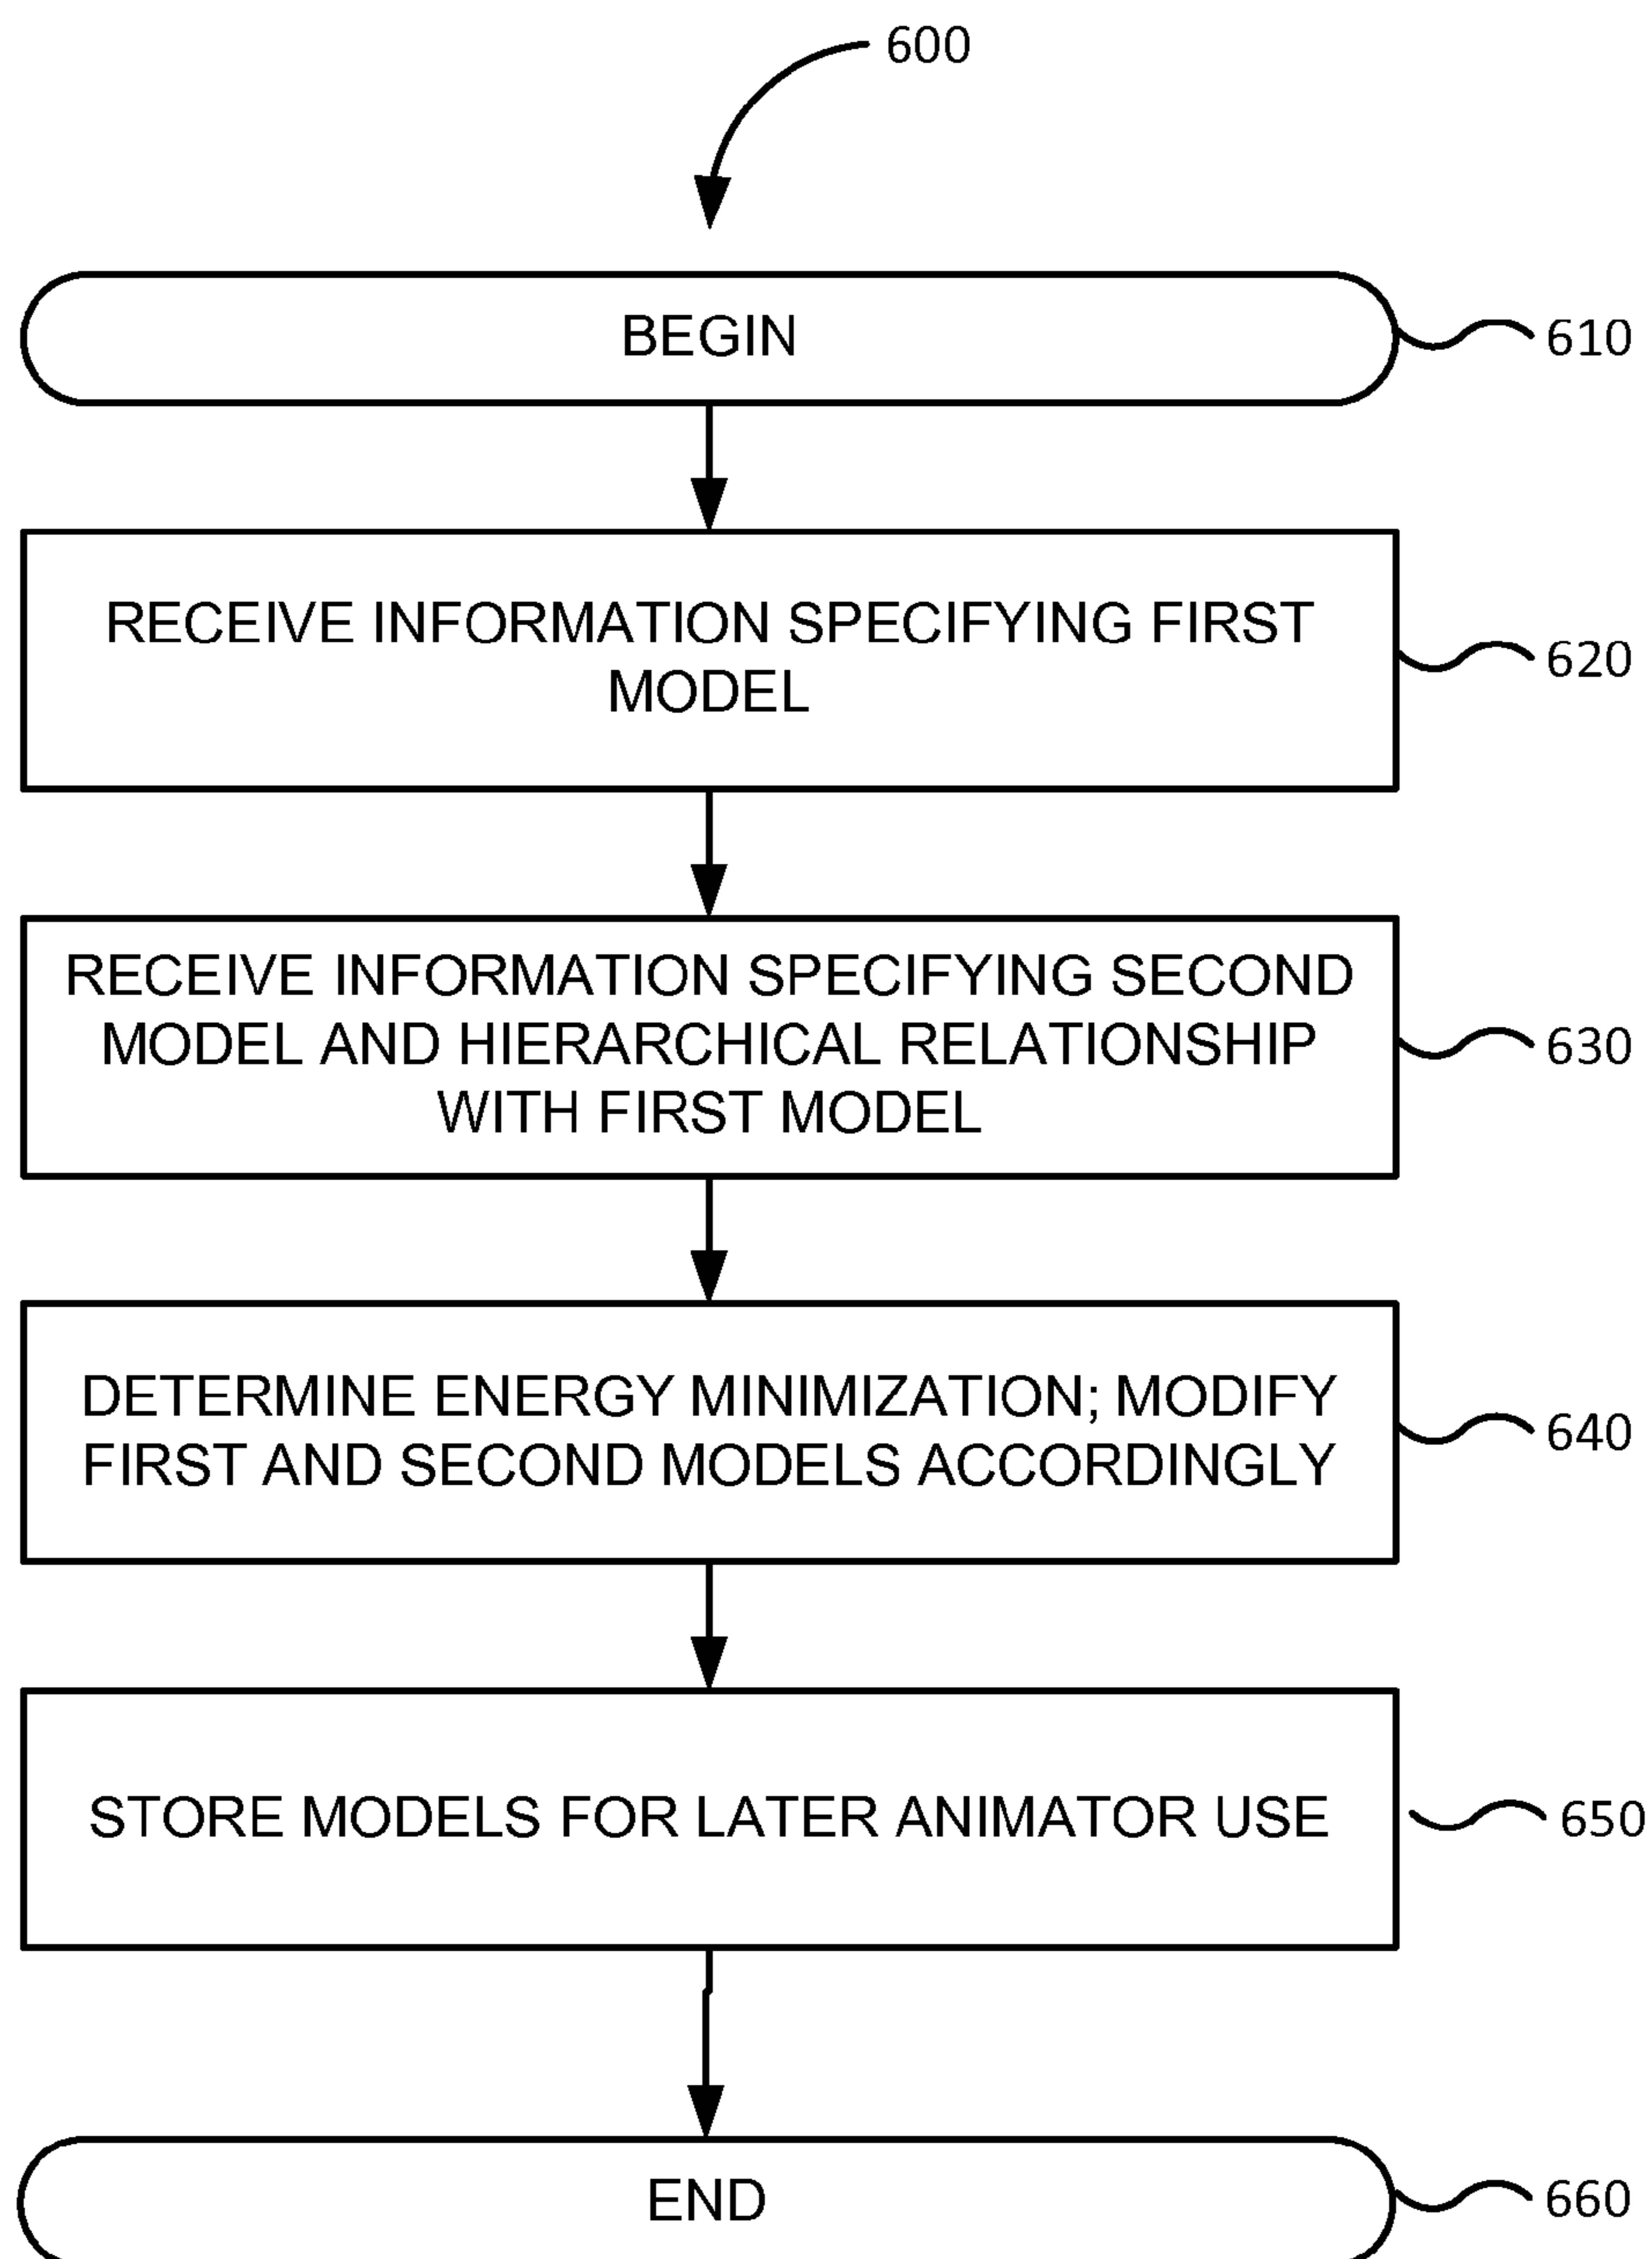 600
BEGIN
610
RECEIVE INFORMATION SPECIFYING FIRST
MODEL
620
RECEIVE INFORMATION SPECIFYING SECOND
MODEL AND HIERARCHICAL RELATIONSHIP
WITH FIRST MODEL
630
DETERMINE ENERGY MINIMIZATION; MODIFY
FIRST AND SECOND MODELS ACCORDINGLY
640
STORE MODELS FOR LATER ANIMATOR USE
650
END
660